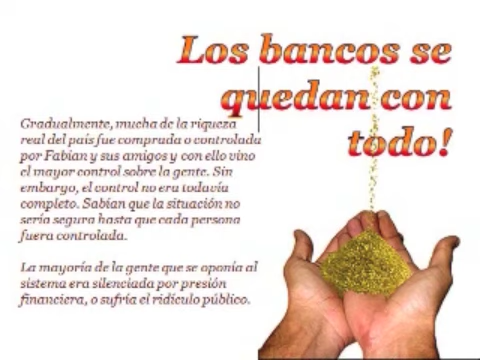 Los bancos se
quedan con
todo!
Gradualmente, mucha de la riqueza
real del país fue comprada o controlada
por Fabian y sus amigos y con ello vino
el mayor control sobre la gente. Sin
embargo, el control no era todavía
completo. Sabían que la situación no
sería segura hasta que cada persona
fuera controlada.
La mayoría de la gente que se oponía al
sistema era silenciada por presión
financiera, o sufría el ridículo público.